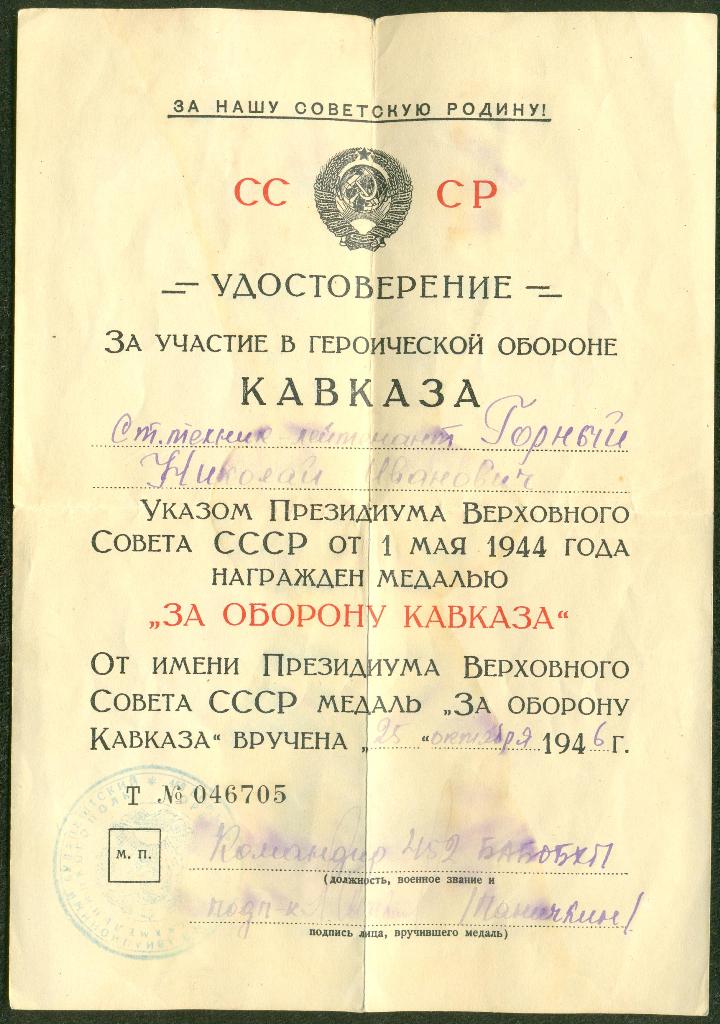 ЗА НАШУ СОВЕТСКУЮ РОДИНУ!
СС СР
УДОСТОВЕРЕНИЕ
ЗА УЧАСТИЕ В ГЕРОИЧЕСКОЙ ОБОРОНЕ
КАВКАЗА
Ст. техник лейтенант Горный
Николай Иванович
УКАЗОМ ПРЕЗИДИУМА ВЕРХОВНОГО
СОВЕТА СССР ОТ 1 МАЯ 1944 ГОДА
НАГРАЖДЕН МЕДАЛЬЮ
„ЗА ОБОРОНУ КАВКАЗА“
ОТ ИМЕНИ ПРЕЗИДИУМА ВЕРХОВНОГО
СОВЕТА СССР МЕДАЛЬ „ЗА ОБОРОНУ
КАВКАЗА“ ВРУЧЕНА „25“ октября 1946 г.
Т № 046705
М. П.
Командир 452
(должность, военное звание и
подп-к /Паничкин/
подпись лица, вручившего медаль)